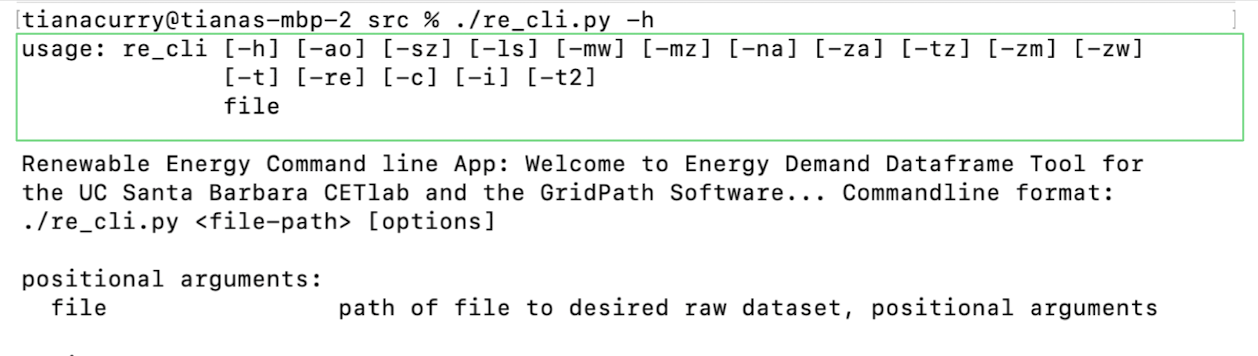 [tianacurry@tianas-mbp-2 src % ./re_cli.py -h ]
usage: re_cli [-h] [-ao] [-sz] [-ls] [-mw] [-mz] [-na] [-za] [-tz] [-zm] [-zw]
[-t] [-re] [-c] [-i] [-t2]
file
Renewable Energy Command line App: Welcome to Energy Demand Dataframe Tool for
the UC Santa Barbara CETlab and the GridPath Software... Commandline format:
./re_cli.py <file-path> [options]
positional arguments:
file path of file to desired raw dataset, positional arguments